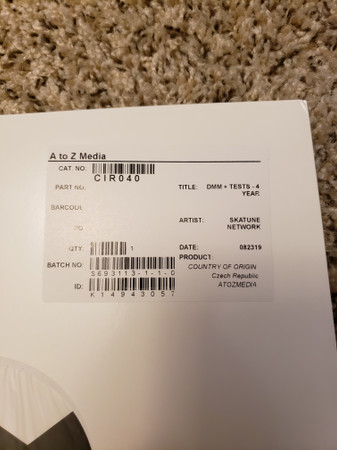 A to Z Media
CAT. NO.
CIR040
PART NO. TITLE: DMM + TESTS - 4
YEAR.
BARCODE
ARTIST: SKATUNE
NETWORK
QTY: 1 DATE: 082319
PRODUCT:
BATCH NO COUNTRY OF ORIGIN
S693113-1-1-0 Czech Republic
ID: ATOZMEDIA
K14943057